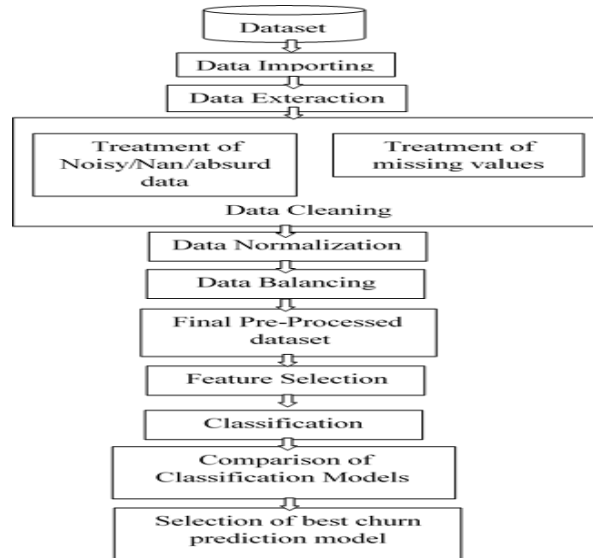 Dataset
Data Importing
Data Exteraction
Treatment of
Noisy/Nan/absurd
data
Treatment of
missing values
Data Cleaning
Data Normalization
Data Balancing
Final Pre-Processed
dataset
Feature Selection
Classification
Comparison of
Classification Models
Selection of best churn
prediction model